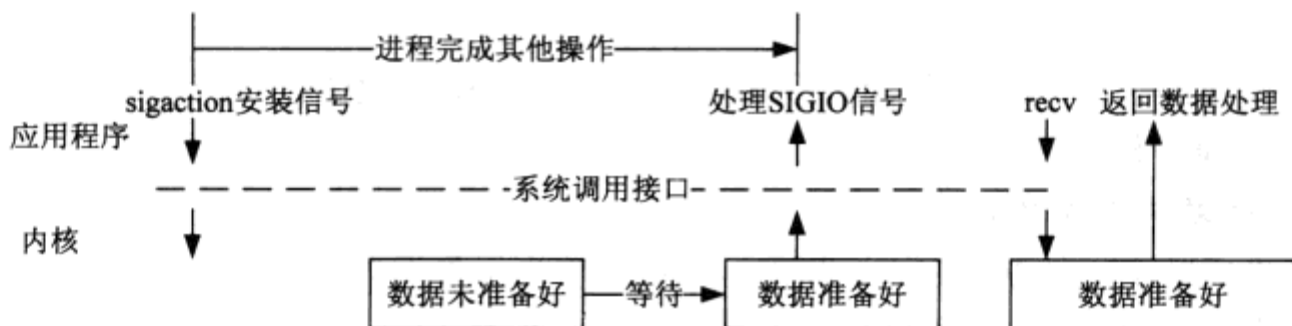 进程完成其他操作
sigaction安装信号 处理SIGIO信号 recv 返回数据处理
应用程序
系统调用接口
内核
数据未准备好 等待 数据准备好 数据准备好